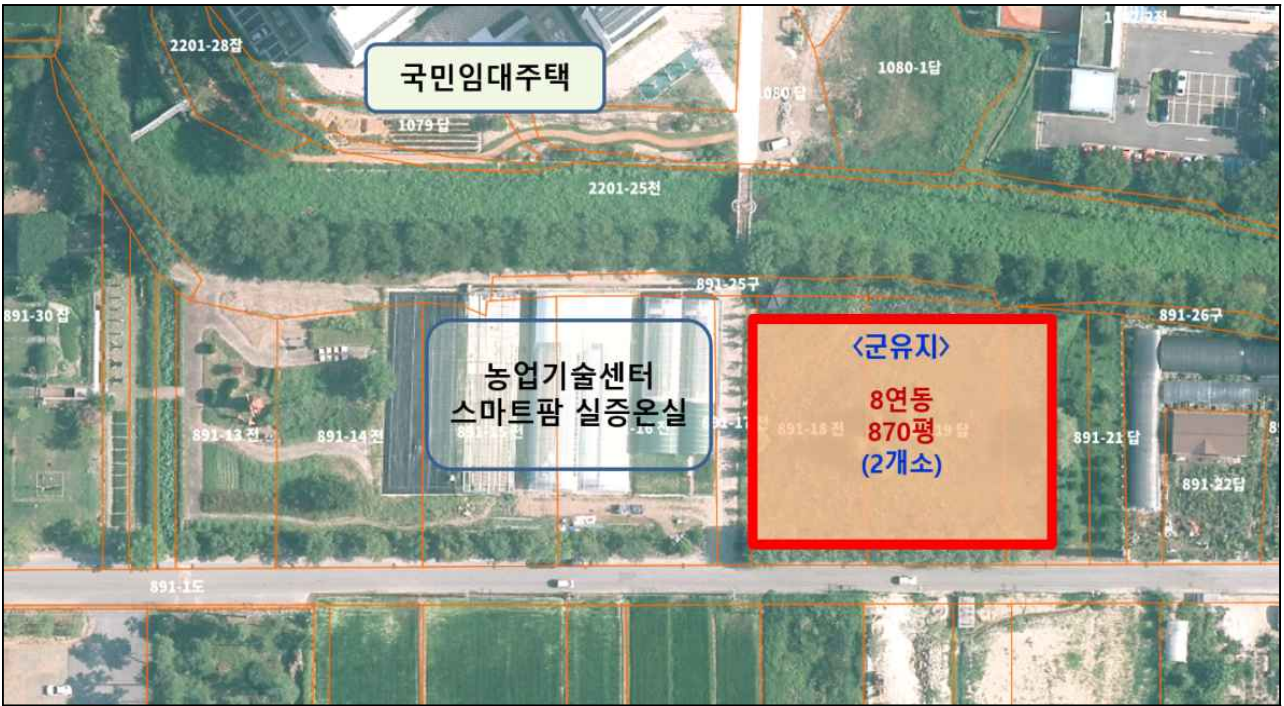 2201-28잡
국민임대주택
1079 답
1080 답
1080-1답
2201-25천
891-25구
891-26구
891-30 잡
<군유지>
8연동
870평
(2개소)
농업기술센터
스마트팜 실증온실
891-13 전
891-14 전
891-18 전
891-21 답
891-22답
891-1도